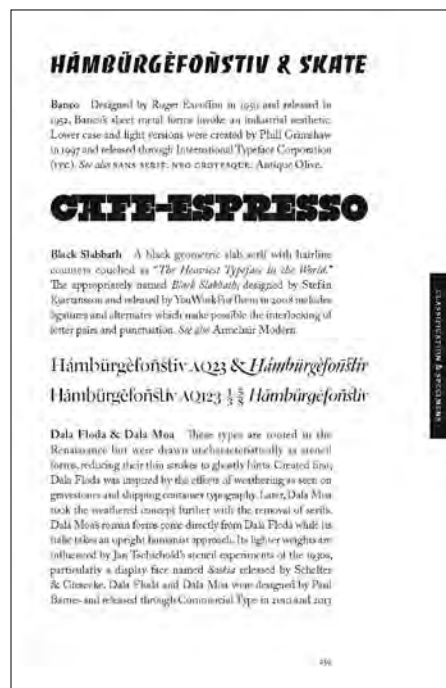 HÁMBÜRGÈFOÑSTIV & SKATE
Banco Designed by Roger Excoffon in 1951 and released in
1952, Banco's sheet metal forms invoke an industrial aesthetic.
Lower case and light versions were created by Phill Grimshaw
in 1997 and released through International Typeface Corporation
(ITC). See also SANS SERIF: NEO GROTESQUE: Antique Olive.
CAFE-ESPRESSO
Black Slabbath A black geometric slab serif with hairline
counters couched as "The Heaviest Typeface in the World."
The appropriately named Black Slabbath, designed by Stefán
Kjartansson and released by YouWorkForThem in 2008 includes
ligatures and alternates which make possible the interlocking of
letter pairs and punctuation. See also Armchair Modern.
Hámbürgèfoñstiv AQ23 & Hámbürgèfoñstiv
Hámbürgèfoñstiv AQ123 ⅓ ⅝ Hámbürgèfoñstiv
Dala Floda & Dala Moa These types are rooted in the
Renaissance but were drawn uncharacteristically as stencil
forms, reducing their thin strokes to ghostly hints. Created first,
Dala Floda was inspired by the effects of weathering as seen on
gravestones and shipping container typography. Later, Dala Moa
took the weathered concept further with the removal of serifs.
Dala Moa's roman forms come directly from Dala Floda while its
italic takes an upright humanist approach. Its lighter weights are
influenced by Jan Tschichold's stencil experiments of the 1930s,
particularly a display face named Saskia released by Schelter
& Giesecke. Dala Floda and Dala Moa were designed by Paul
Barnes and released through Commercial Type in 2010 and 2013
CLASSIFICATION & SPECIMENS